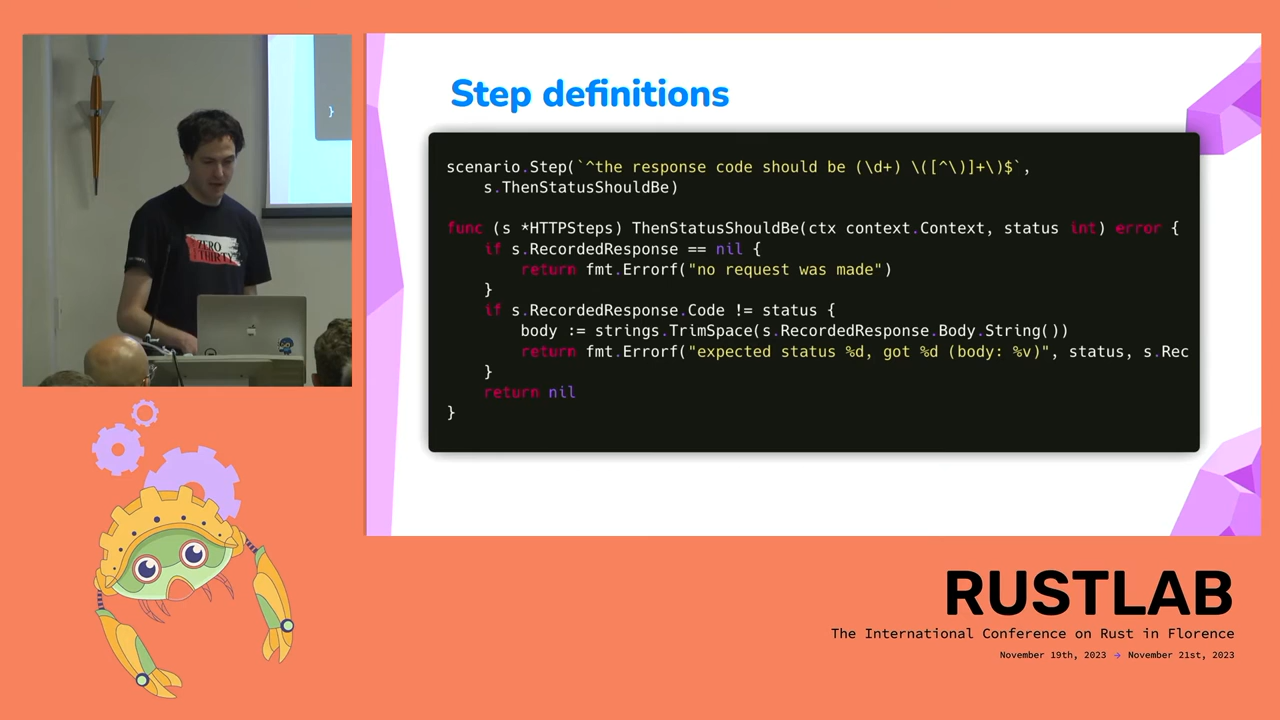 Step definitions
scenario.Step(`^the response code should be (\d+) \([^\)]+\)$`,
    s.ThenStatusShouldBe)
func (s *HTTPSteps) ThenStatusShouldBe(ctx context.Context, status int) error {
    if s.RecordedResponse == nil {
        return fmt.Errorf("no request was made")
    }
    if s.RecordedResponse.Code != status {
        body := strings.TrimSpace(s.RecordedResponse.Body.String())
        return fmt.Errorf("expected status %d, got %d (body: %v)", status, s.Rec
    }
    return nil
}
}
ZERO
THIRTY
RUSTLAB
The International Conference on Rust in Florence
November 19th, 2023 → November 21st, 2023